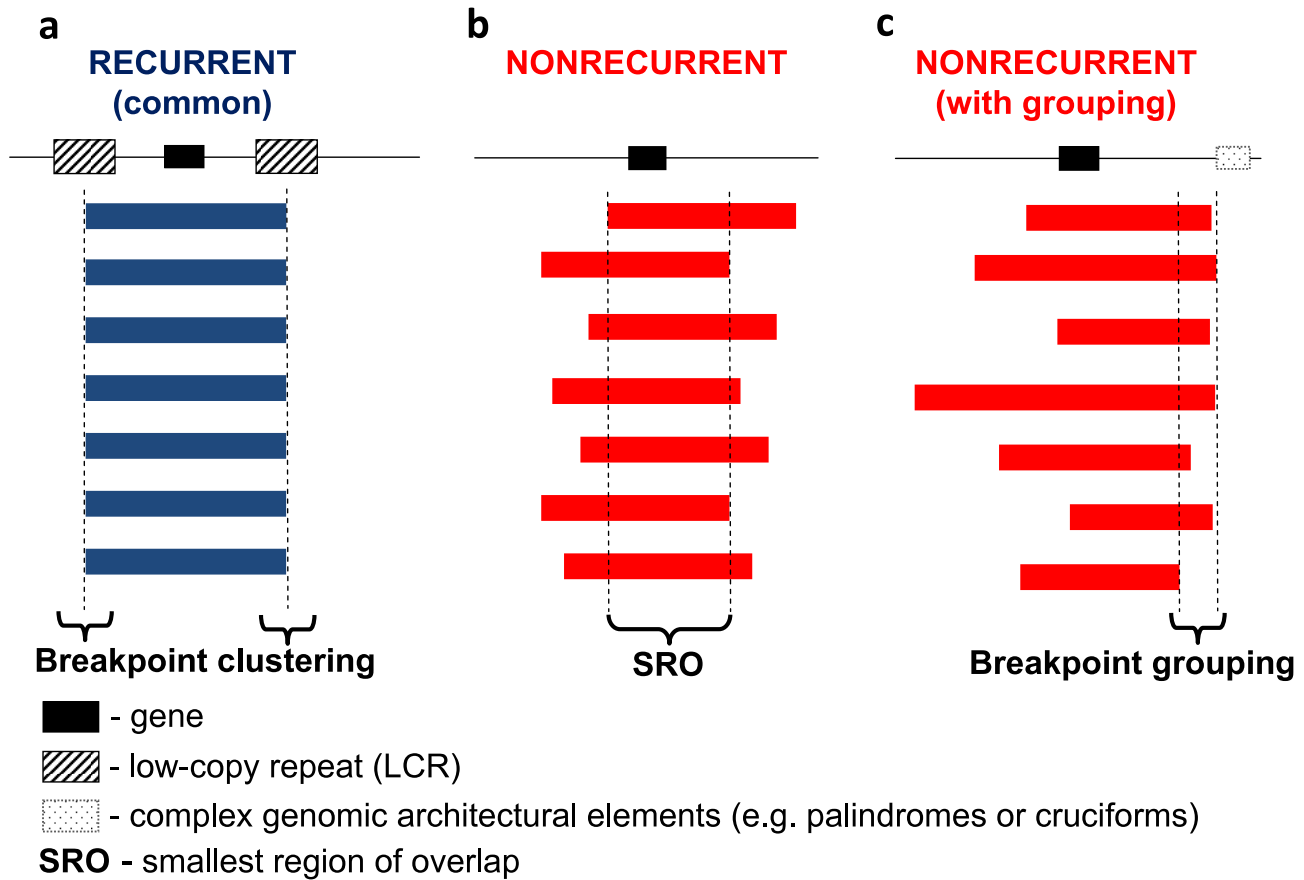 a
RECURRENT
(common)
b
NONRECURRENT
c
NONRECURRENT
(with grouping)
Breakpoint clustering
SRO
Breakpoint grouping
- gene
- low-copy repeat (LCR)
- complex genomic architectural elements (e.g. palindromes or cruciforms)
SRO - smallest region of overlap